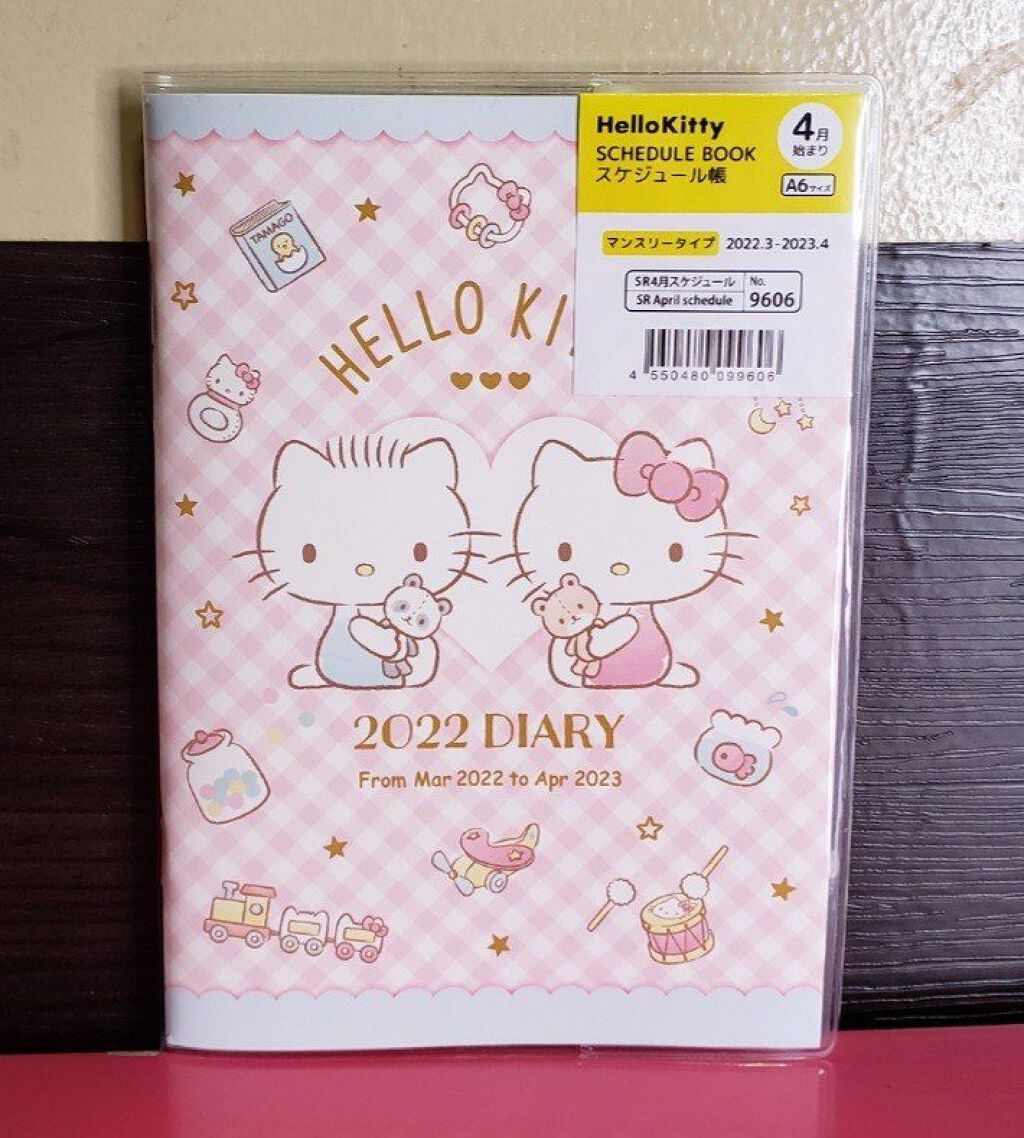 HelloKitty
SCHEDULE BOOK
スケジュール帳
4月
始まり
A6サイズ
マンスリータイプ 2022.3-2023.4
SR4月スケジュール
SR April schedule
No.
9606
4 550480 099606
TAMAGO
HELLO KI
2022 DIARY
From Mar 2022 to Apr 2023